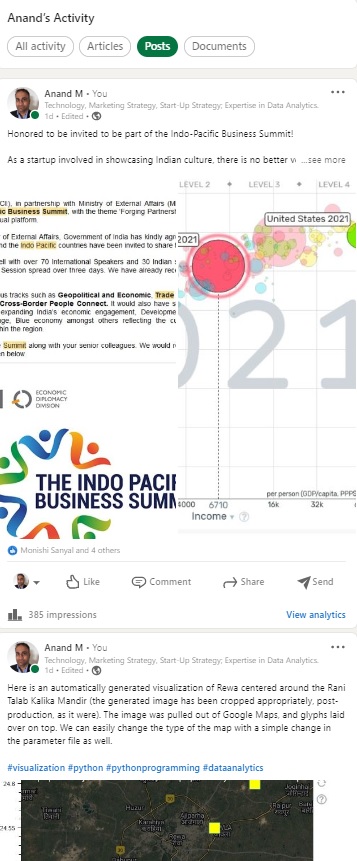 Anand's Activity
All activity
Articles
Posts
Documents
Anand M • You
Technology, Marketing Strategy, Start-Up Strategy; Expertise in Data Analytics.
1d • Edited •
Honored to be invited to be part of the Indo-Pacific Business Summit!
As a startup involved in showcasing Indian culture, there is no better v ...see more
CI), in partnership with Ministry of External Affairs (M
ic Business Summit, with the theme 'Forging Partnersh
ual platform.
of External Affairs, Government of India has kindly agr
nd the Indo Pacific countries have been invited to share
ell with over 70 International Speakers and 30 Indian
Session spread over three days. We have already rec
us tracks such as Geopolitical and Economic, Trade
Cross-Border People Connect. It would also have s
expanding India's economic engagement, Developme
ge, Blue economy amongst others reflecting the cu
hin the region.
Summit along with your senior colleagues. We would r
n below
ECONOMIC
DIPLOMACY
DIVISION
THE INDO PACIF
BUSINESS SUMM
LEVEL 2
LEVEL 3
LEVEL 4
United States 2021
2021
021
per person (GDP/capita, PPP$
4000
6710
16k
32k
Income
Monishi Sanyal and 4 others
Like
Comment
Share
Send
385 impressions
View analytics
Anand M • You
Technology, Marketing Strategy, Start-Up Strategy; Expertise in Data Analytics.
1d • Edited •
Here is an automatically generated visualization of Rewa centered around the Rani
Talab Kalika Mandir (the generated image has been cropped appropriately, post-
production, as it were). The image was pulled out of Google Maps, and glyphs laid
over on top. We can easily change the type of the map with a simple change in
the parameter file as well.
#visualization #python #pythonprogramming #dataanalytics
24.6
24.55
Huzur
Karahiya
Rewa
Raipur